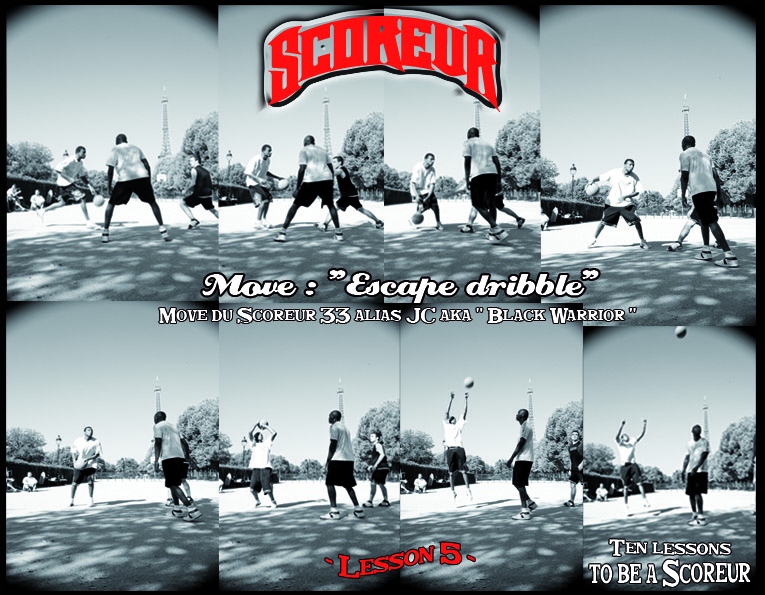 SCOREUR
Move : "Escape dribble"
Move du Scoreur 33 alias JC aka " Black Warrior "
- Lesson 5 -
Ten lessons
to be a Scoreur